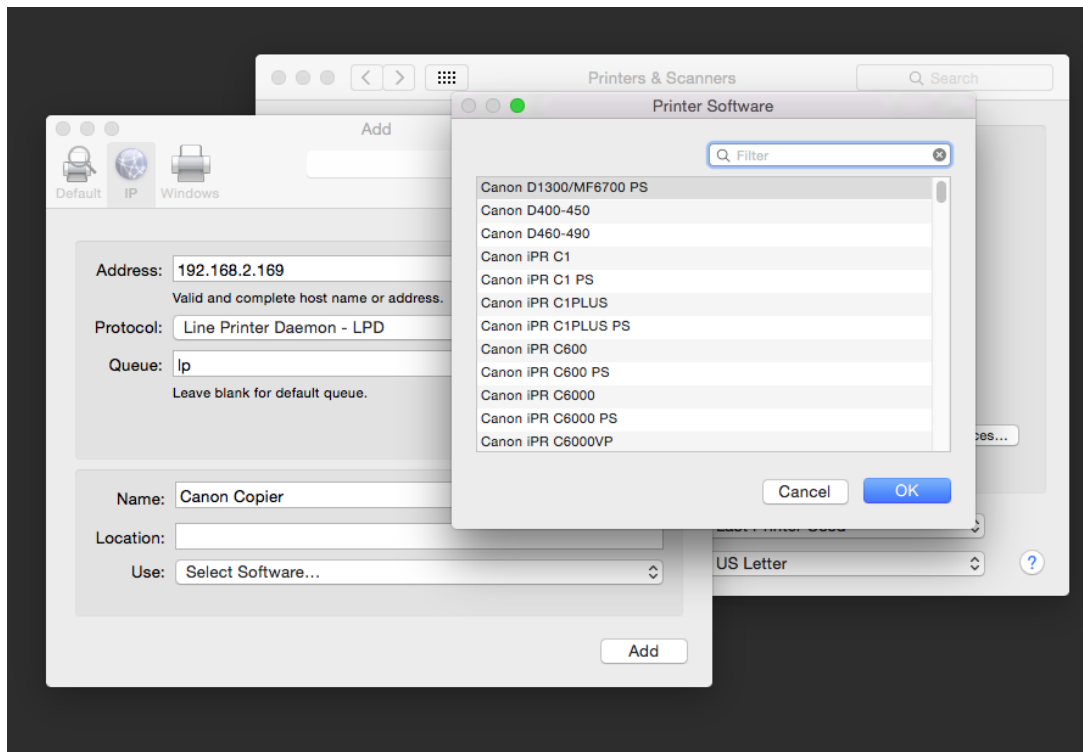 Printers & Scanners
Search
Printer Software
Add
Default
IP
Windows
Filter
Canon D1300/MF6700 PS
Canon D400-450
Canon D460-490
Canon iPR C1
Canon iPR C1 PS
Canon iPR C1PLUS
Canon iPR C1PLUS PS
Canon iPR C600
Canon iPR C600 PS
Canon iPR C6000
Canon iPR C6000 PS
Canon iPR C6000VP
Cancel
OK
Address: 192.168.2.169
Valid and complete host name or address.
Protocol: Line Printer Daemon - LPD
Queue: lp
Leave blank for default queue.
Name: Canon Copier
Location:
Use: Select Software...
Add
Last Printer Used
US Letter
?